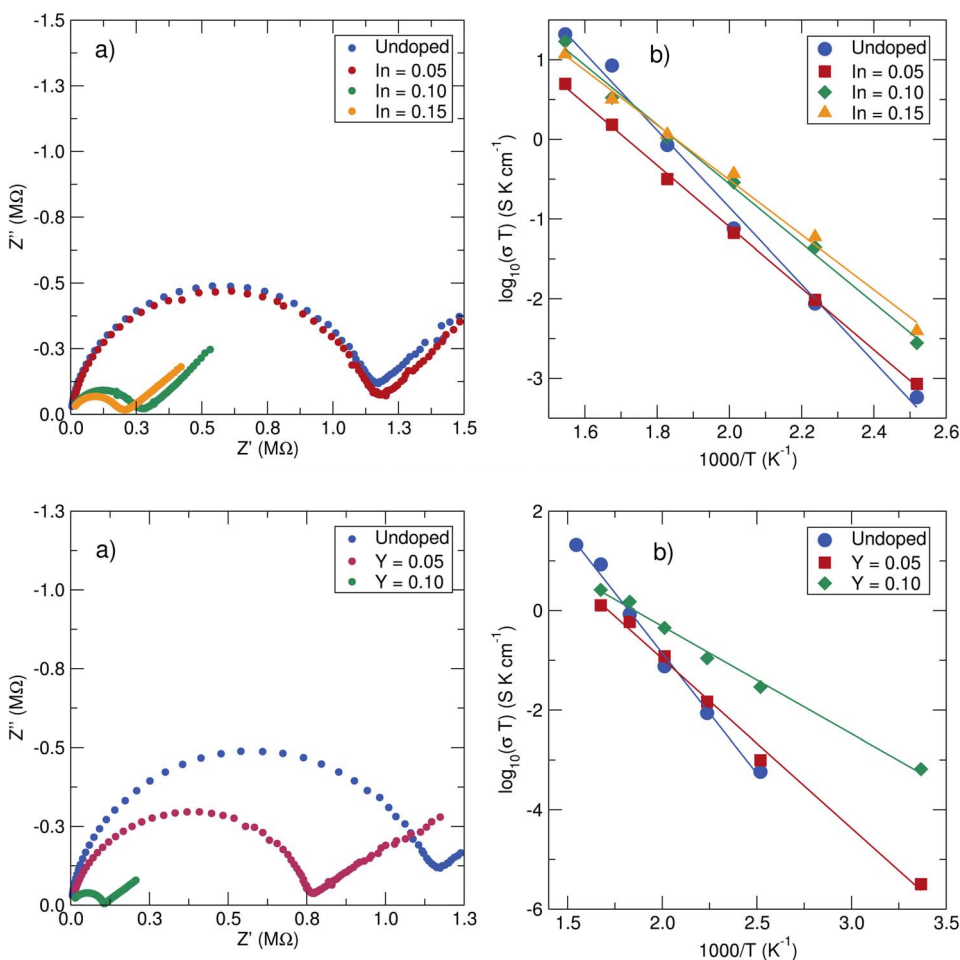 a)
Undoped
In = 0.05
In = 0.10
In = 0.15
-1.5
-1.3
-1.0
-0.8
-0.5
-0.3
0.0
Z'' (MΩ)
0.0 0.3 0.5 0.8 1.0 1.3 1.5
Z' (MΩ)
b)
Undoped
In = 0.05
In = 0.10
In = 0.15
1
0
-1
-2
-3
log₁₀(σ T) (S K cm⁻¹)
1.6 1.8 2.0 2.2 2.4 2.6
1000/T (K⁻¹)
a)
Undoped
Y = 0.05
Y = 0.10
-1.3
-1.0
-0.8
-0.5
-0.3
0.0
Z'' (MΩ)
0.0 0.3 0.5 0.8 1.0 1.3
Z' (MΩ)
b)
Undoped
Y = 0.05
Y = 0.10
2
0
-2
-4
-6
log₁₀(σ T) (S K cm⁻¹)
1.5 2.0 2.5 3.0 3.5
1000/T (K⁻¹)